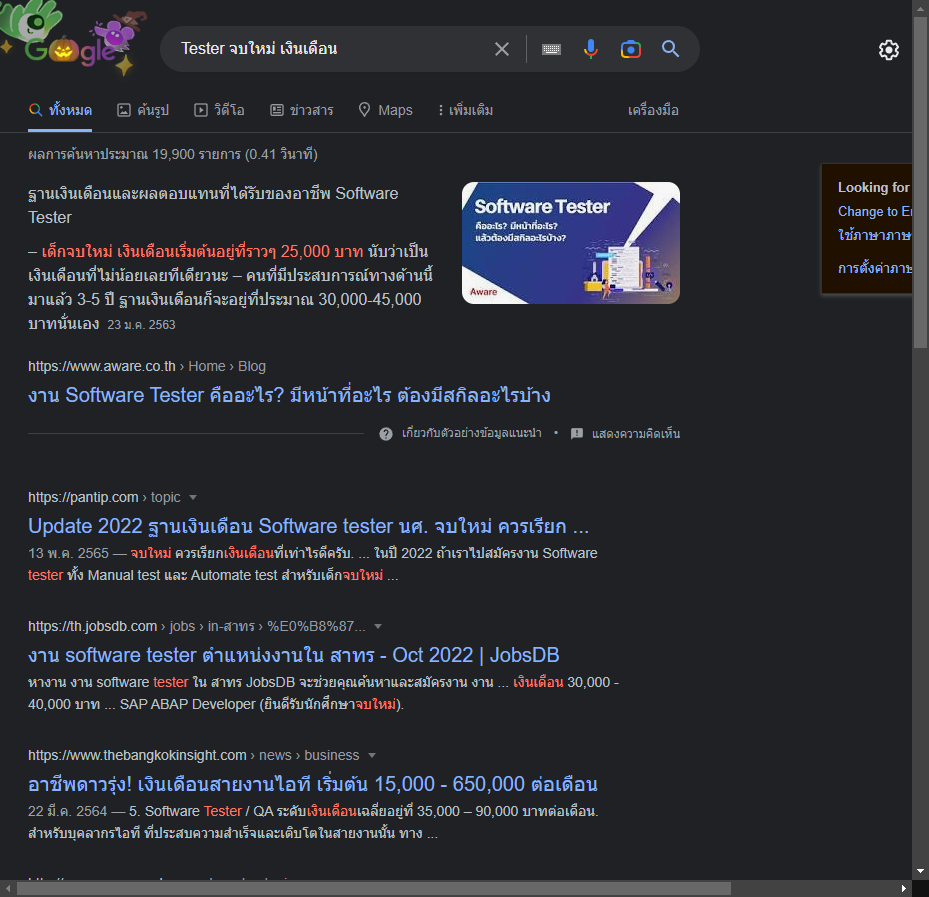 Google
Tester จบใหม่ เงินเดือน
ทั้งหมด ค้นรูป วิดีโอ ข่าวสาร Maps เพิ่มเติม เครื่องมือ
ผลการค้นหาประมาณ 19,900 รายการ (0.41 วินาที)
ฐานเงินเดือนและผลตอบแทนที่ได้รับของอาชีพ Software
Tester
– เด็กจบใหม่ เงินเดือนเริ่มต้นอยู่ที่ราวๆ 25,000 บาท นับว่าเป็น
เงินเดือนที่ไม่น้อยเลยทีเดียวนะ – คนที่มีประสบการณ์ทางด้านนี้
มาแล้ว 3-5 ปี ฐานเงินเดือนก็จะอยู่ที่ประมาณ 30,000-45,000
บาทนั่นเอง 23 ม.ค. 2563
Software Tester
คืออะไร? มีหน้าที่อะไร?
แล้วต้องมีสกิลอะไรบ้าง?
Aware
Looking for
Change to En
ใช้ภาษาภาษ
การตั้งค่าภาษ
https://www.aware.co.th › Home › Blog
งาน Software Tester คืออะไร? มีหน้าที่อะไร ต้องมีสกิลอะไรบ้าง
เกี่ยวกับตัวอย่างข้อมูลแนะนำ • แสดงความคิดเห็น
https://pantip.com › topic
Update 2022 ฐานเงินเดือน Software tester นศ. จบใหม่ ควรเรียก ...
13 พ.ค. 2565 — จบใหม่ ควรเรียกเงินเดือนที่เท่าไรดีครับ. ... ในปี 2022 ถ้าเราไปสมัครงาน Software
tester ทั้ง Manual test และ Automate test สำหรับเด็กจบใหม่ ...
https://th.jobsdb.com › jobs › in-สาทร › %E0%B8%87...
งาน software tester ตำแหน่งงานใน สาทร - Oct 2022 | JobsDB
หางาน งาน software tester ใน สาทร JobsDB จะช่วยคุณค้นหาและสมัครงาน งาน ... เงินเดือน 30,000 -
40,000 บาท ... SAP ABAP Developer (ยินดีรับนักศึกษาจบใหม่).
https://www.thebangkokinsight.com › news › business
อาชีพดาวรุ่ง! เงินเดือนสายงานไอที เริ่มต้น 15,000 - 650,000 ต่อเดือน
22 มี.ค. 2564 — 5. Software Tester / QA ระดับเงินเดือนเฉลี่ยอยู่ที่ 35,000 – 90,000 บาทต่อเดือน.
สำหรับบุคลากรไอที ที่ประสบความสำเร็จและเติบโตในสายงานนั้น ทาง ...